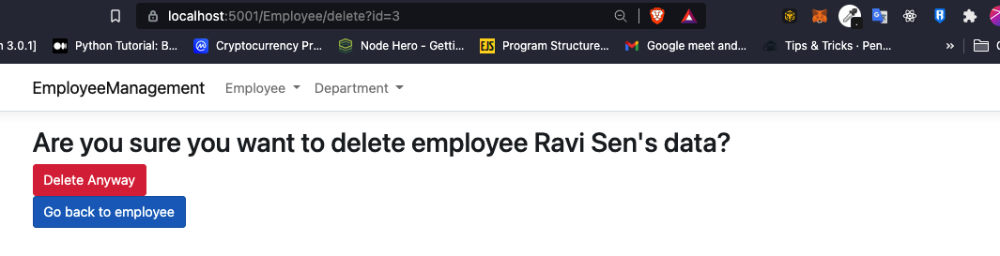 localhost:5001/Employee/delete?id=3
n 3.0.1] Python Tutorial: B... Cryptocurrency Pr... Node Hero - Getti... EJS Program Structure... Google meet and... Tips & Tricks · Pen... »
EmployeeManagement Employee Department
Are you sure you want to delete employee Ravi Sen's data?
Delete Anyway
Go back to employee